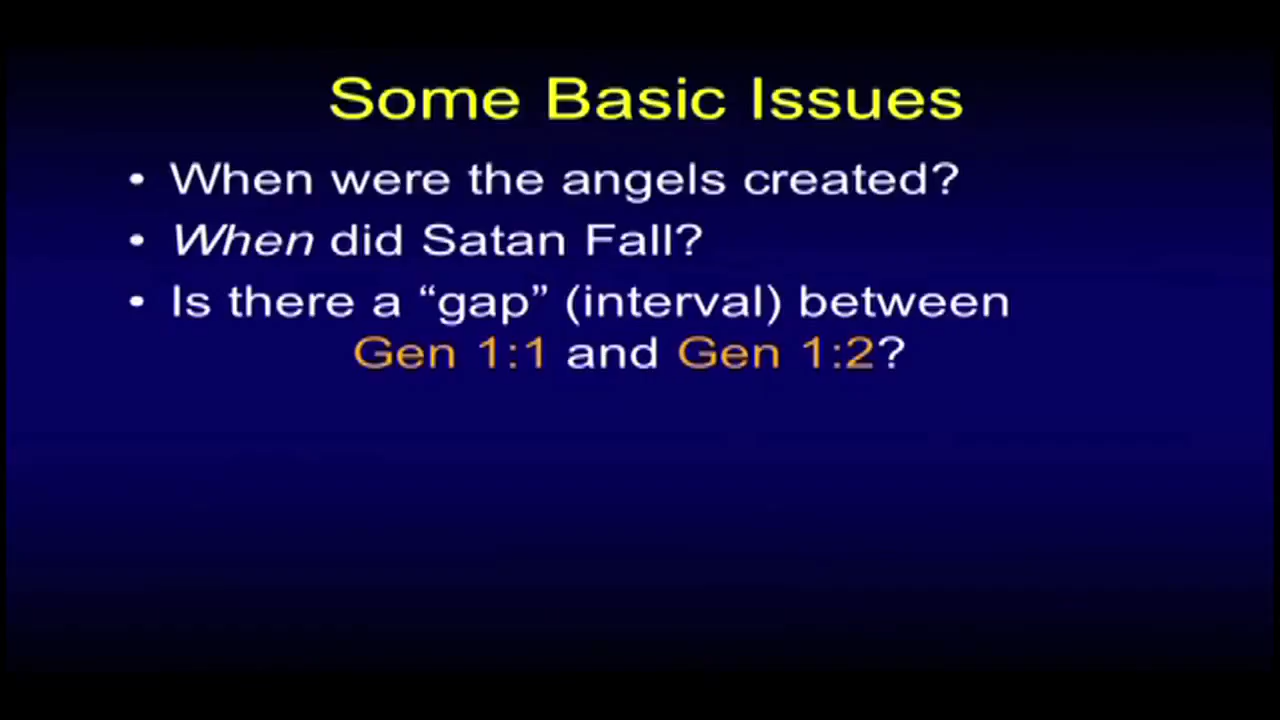 Some Basic Issues
• When were the angels created?
• When did Satan Fall?
• Is there a “gap” (interval) between
Gen 1:1 and Gen 1:2?